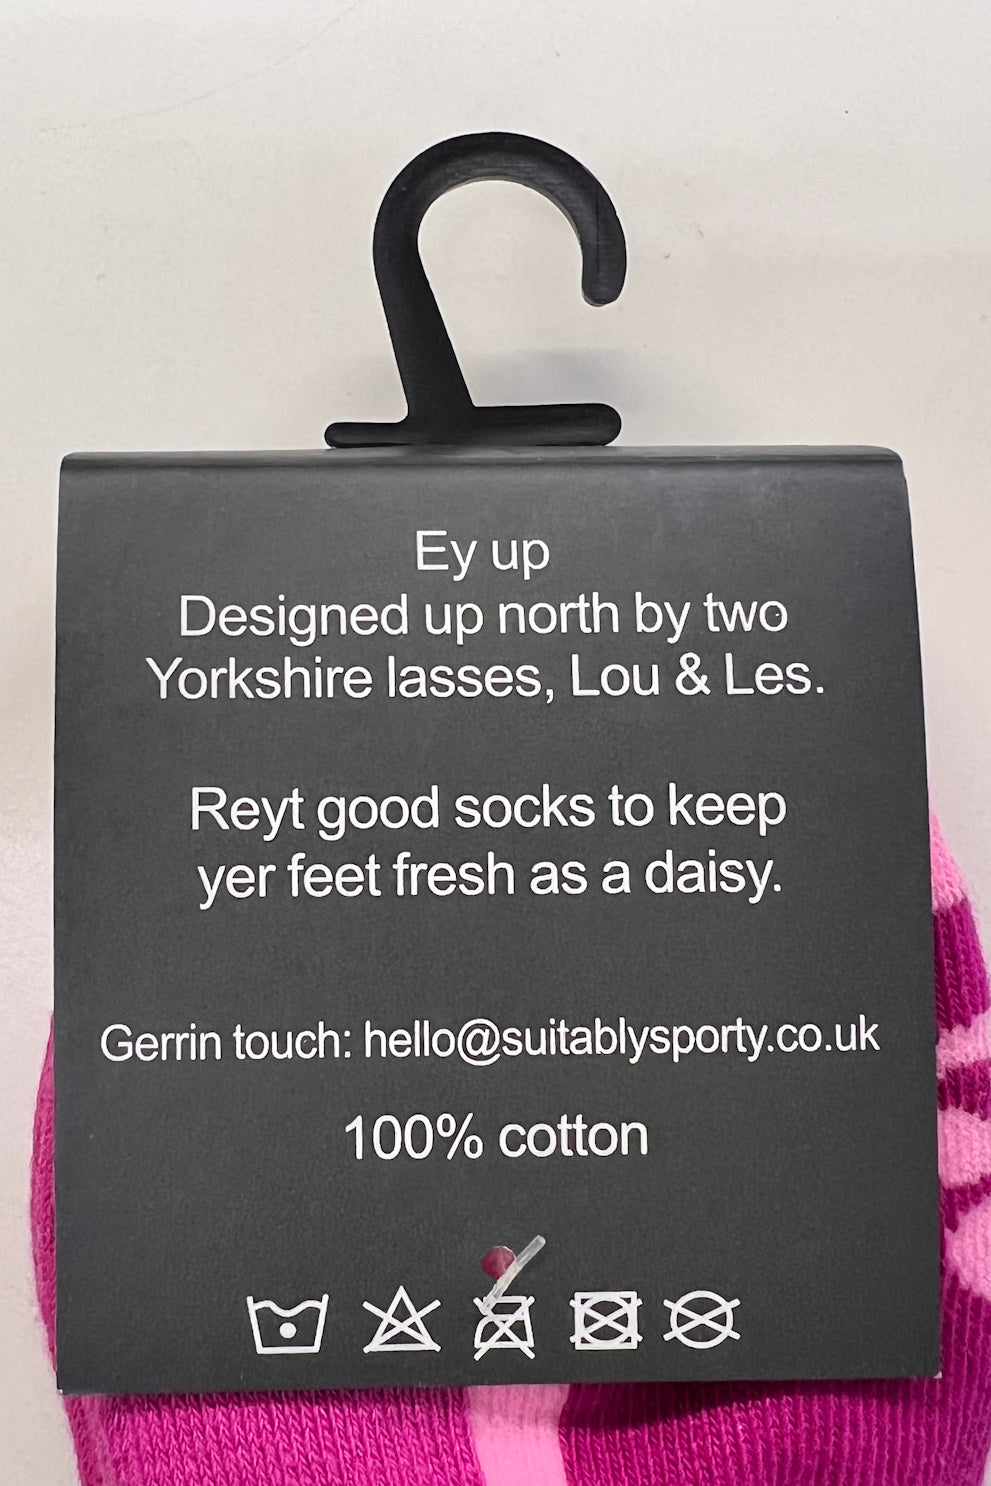 Ey up
Designed up north by two
Yorkshire lasses, Lou & Les.
Reyt good socks to keep
yer feet fresh as a daisy.
Gerrin touch: hello@suitablysporty.co.uk
100% cotton